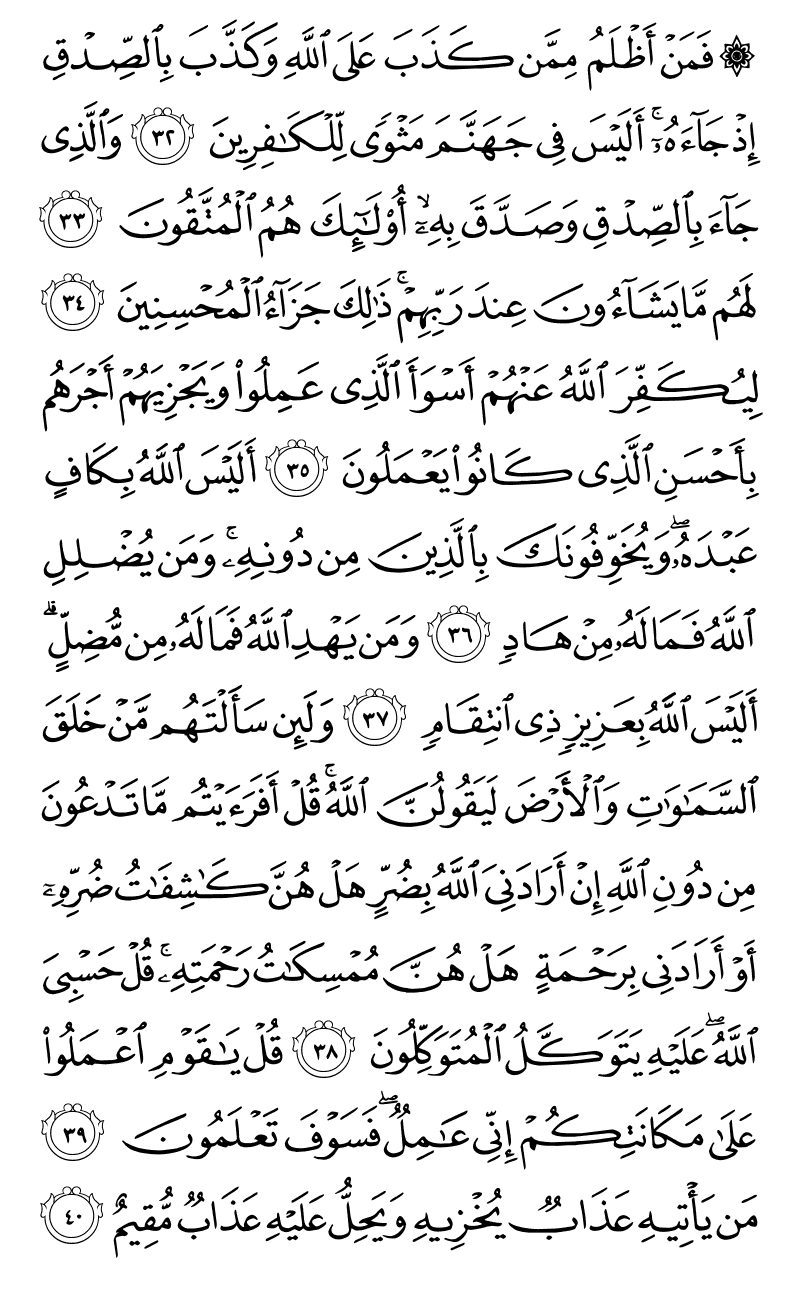 ۞ فَمَنۡ أَظۡلَمُ مِمَّن كَذَبَ عَلَى ٱللَّهِ وَكَذَّبَ بِٱلصِّدۡقِ
إِذۡ جَآءَهُۥٓۚ أَلَيۡسَ فِي جَهَنَّمَ مَثۡوٗى لِّلۡكَٰفِرِينَ ٣٢ وَٱلَّذِي
جَآءَ بِٱلصِّدۡقِ وَصَدَّقَ بِهِۦٓۙ أُوْلَٰٓئِكَ هُمُ ٱلۡمُتَّقُونَ ٣٣
لَهُم مَّا يَشَآءُونَ عِندَ رَبِّهِمۡۚ ذَٰلِكَ جَزَآءُ ٱلۡمُحۡسِنِينَ ٣٤
لِيُكَفِّرَ ٱللَّهُ عَنۡهُمۡ أَسۡوَأَ ٱلَّذِي عَمِلُواْ وَيَجۡزِيَهُمۡ أَجۡرَهُم
بِأَحۡسَنِ ٱلَّذِي كَانُواْ يَعۡمَلُونَ ٣٥ أَلَيۡسَ ٱللَّهُ بِكَافٍ
عَبۡدَهُۥۖ وَيُخَوِّفُونَكَ بِٱلَّذِينَ مِن دُونِهِۦۚ وَمَن يُضۡلِلِ
ٱللَّهُ فَمَا لَهُۥ مِنۡ هَادٖ ٣٦ وَمَن يَهۡدِ ٱللَّهُ فَمَا لَهُۥ مِن مُّضِلٍّۗ
أَلَيۡسَ ٱللَّهُ بِعَزِيزٖ ذِي ٱنتِقَامٖ ٣٧ وَلَئِن سَأَلۡتَهُم مَّنۡ خَلَقَ
ٱلسَّمَٰوَٰتِ وَٱلۡأَرۡضَ لَيَقُولُنَّ ٱللَّهُۚ قُلۡ أَفَرَءَيۡتُم مَّا تَدۡعُونَ
مِن دُونِ ٱللَّهِ إِنۡ أَرَادَنِيَ ٱللَّهُ بِضُرٍّ هَلۡ هُنَّ كَٰشِفَٰتُ ضُرِّهِۦٓ
أَوۡ أَرَادَنِي بِرَحۡمَةٍ هَلۡ هُنَّ مُمۡسِكَٰتُ رَحۡمَتِهِۦۚ قُلۡ حَسۡبِيَ
ٱللَّهُۖ عَلَيۡهِ يَتَوَكَّلُ ٱلۡمُتَوَكِّلُونَ ٣٨ قُلۡ يَٰقَوۡمِ ٱعۡمَلُواْ
عَلَىٰ مَكَانَتِكُمۡ إِنِّي عَٰمِلٞۖ فَسَوۡفَ تَعۡلَمُونَ ٣٩
مَن يَأۡتِيهِ عَذَابٞ يُخۡزِيهِ وَيَحِلُّ عَلَيۡهِ عَذَابٞ مُّقِيمٌ ٤٠